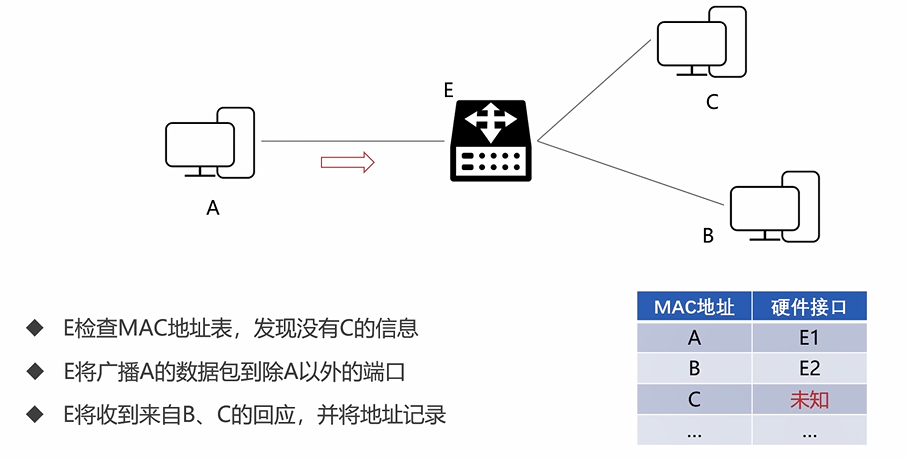 C
E
A
B
E检查MAC地址表，发现没有C的信息
E将广播A的数据包到除A以外的端口
E将收到来自B、C的回应，并将地址记录
MAC地址 硬件接口
A E1
B E2
C 未知
... ...